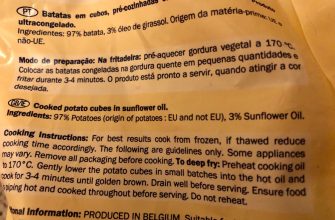 PT Batatas em cubos, pré-cozinhadas
ultracongelado.
Ingredientes: 97% batata, 3% óleo de girassol. Origem da matéria-prime: UE e
não-UE.
Modo de preparação: Na fritadeira: pré-aquecer gordura vegetal a 170 °C.
Colocar as batatas congeladas na gordura quente em pequenas quantidades e
fritar durante 3-4 minutos. O produto está pronto a servir, quando atingir a cor
desejada.
Cooked potato cubes in sunflower oil.
Ingredients: 97% Potatoes (origin of potatoes : EU and not EU), 3% Sunflower Oil.
Cooking Instructions: For best results cook from frozen, if thawed reduce
cooking time accordingly. The following are guidelines only. Some appliances
may vary. Remove all packaging before cooking. To deep fry: Preheat cooking oil
to 170°C. Gently lower the potato cubes in small batches into the hot oil and
cook for 3-4 minutes until golden brown. Drain well before serving. Ensure food
is piping hot and cooked throughout before serving. Do not reheat.
Information: PRODUCED IN BELGIUM. Suitable